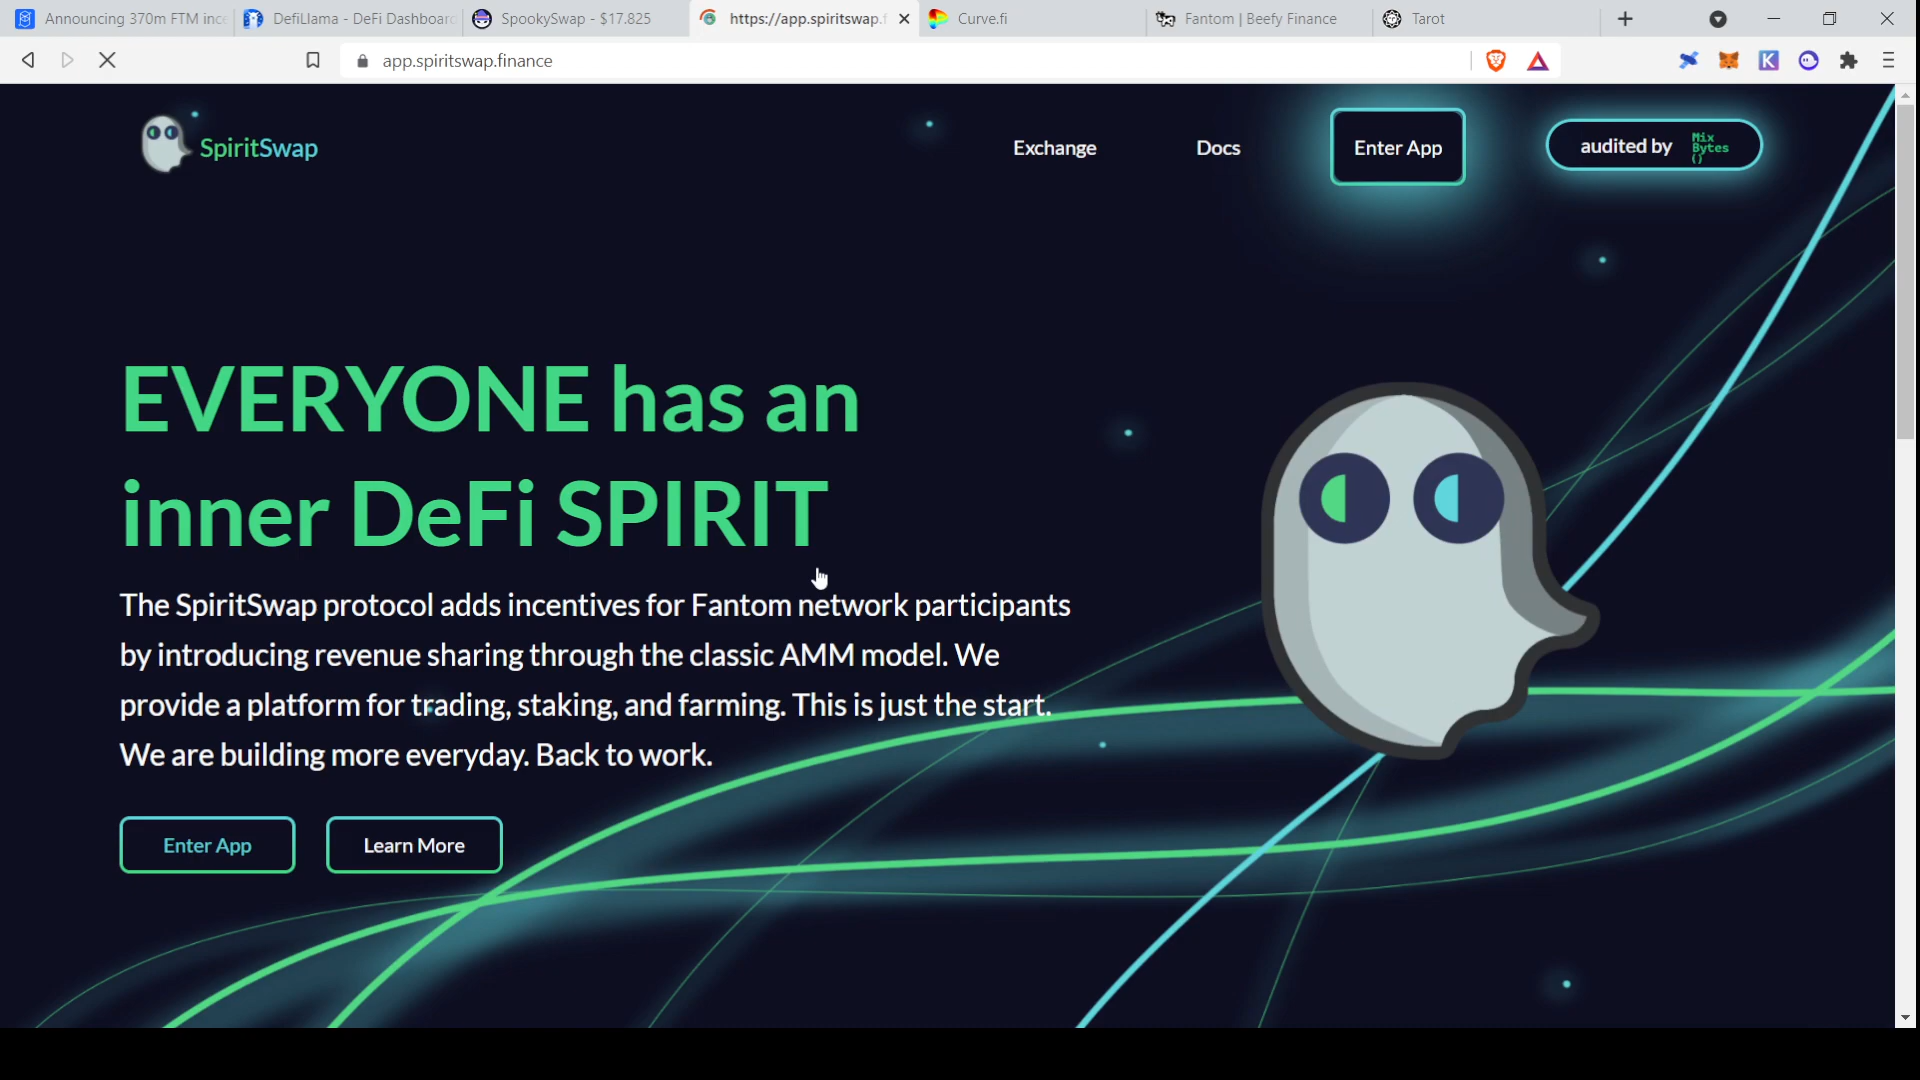 Announcing 370m FTM ince
DefiLlama - DeFi Dashboard
SpookySwap - $17.825
https://app.spiritswap.f
Curve.fi
Fantom | Beefy Finance
Tarot
app.spiritswap.finance
K
SpiritSwap
Exchange
Docs
Enter App
audited by
Mix
Bytes
()
EVERYONE has an
inner DeFi SPIRIT
The SpiritSwap protocol adds incentives for Fantom network participants
by introducing revenue sharing through the classic AMM model. We
provide a platform for trading, staking, and farming. This is just the start.
We are building more everyday. Back to work.
Enter App
Learn More